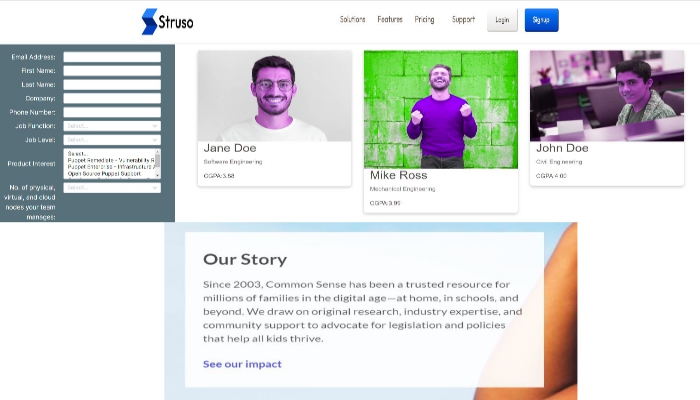 Struso
Solutions
Features
Pricing
Support
Login
Signup
Email Address:
First Name:
Last Name:
Company:
Phone Number:
Job Function:
Select...
Job Level:
Select...
Product Interest
Select...
Puppet Remediate - Vulnerability R
Puppet Enterprise - Infrastructure
Open Source Puppet Support
No. of physical,
virtual, and cloud
nodes your team
manages:
Select...
Jane Doe
Software Engineering
CGPA:3.58
Mike Ross
Mechanical Engineering
CGPA:3.99
John Doe
Civil Engineering
CGPA:4.00
Our Story
Since 2003, Common Sense has been a trusted resource for
millions of families in the digital age—at home, in schools, and
beyond. We draw on original research, industry expertise, and
community support to advocate for legislation and policies
that help all kids thrive.
See our impact